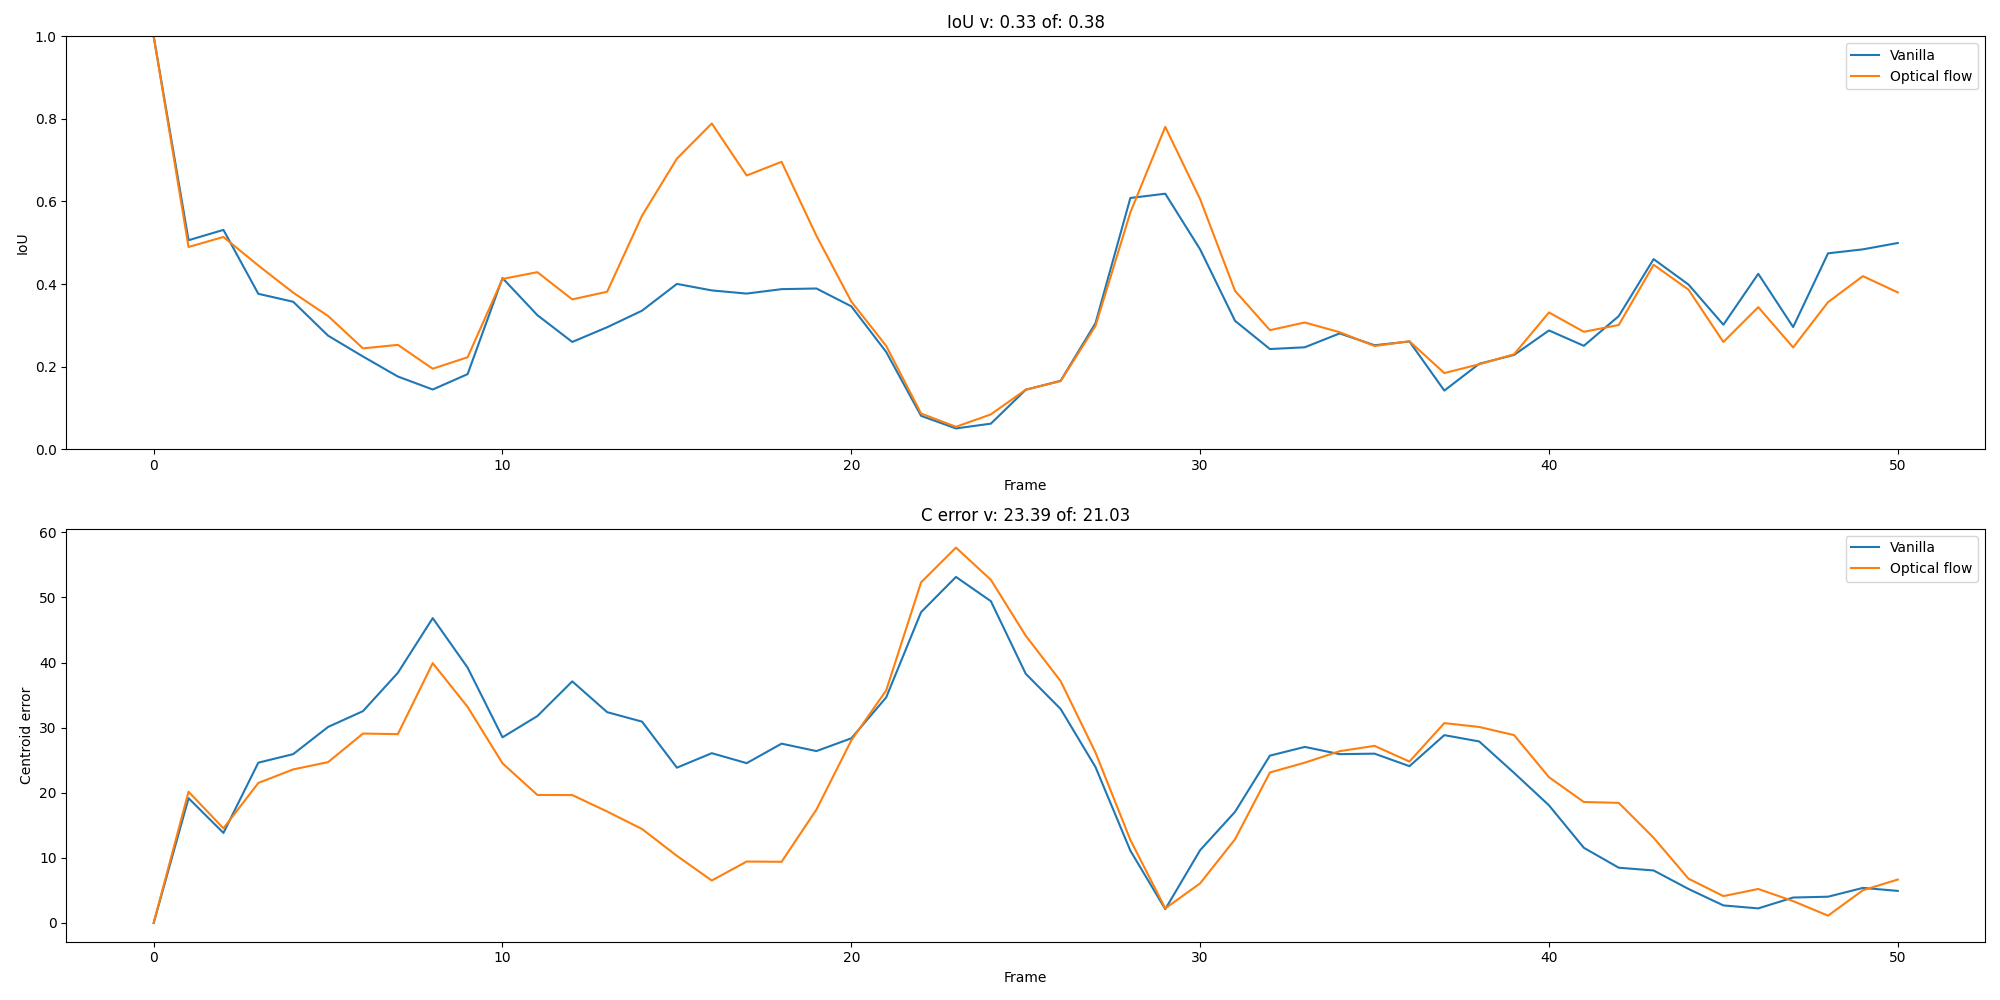 IoU v: 0.33 of: 0.38
1.0
0.8
0.6
0.4
0.2
0.0
IoU
Vanilla
Optical flow
0 10 20 30 40 50
Frame
C error v: 23.39 of: 21.03
60
50
40
30
20
10
0
Centroid error
Vanilla
Optical flow
0 10 20 30 40 50
Frame